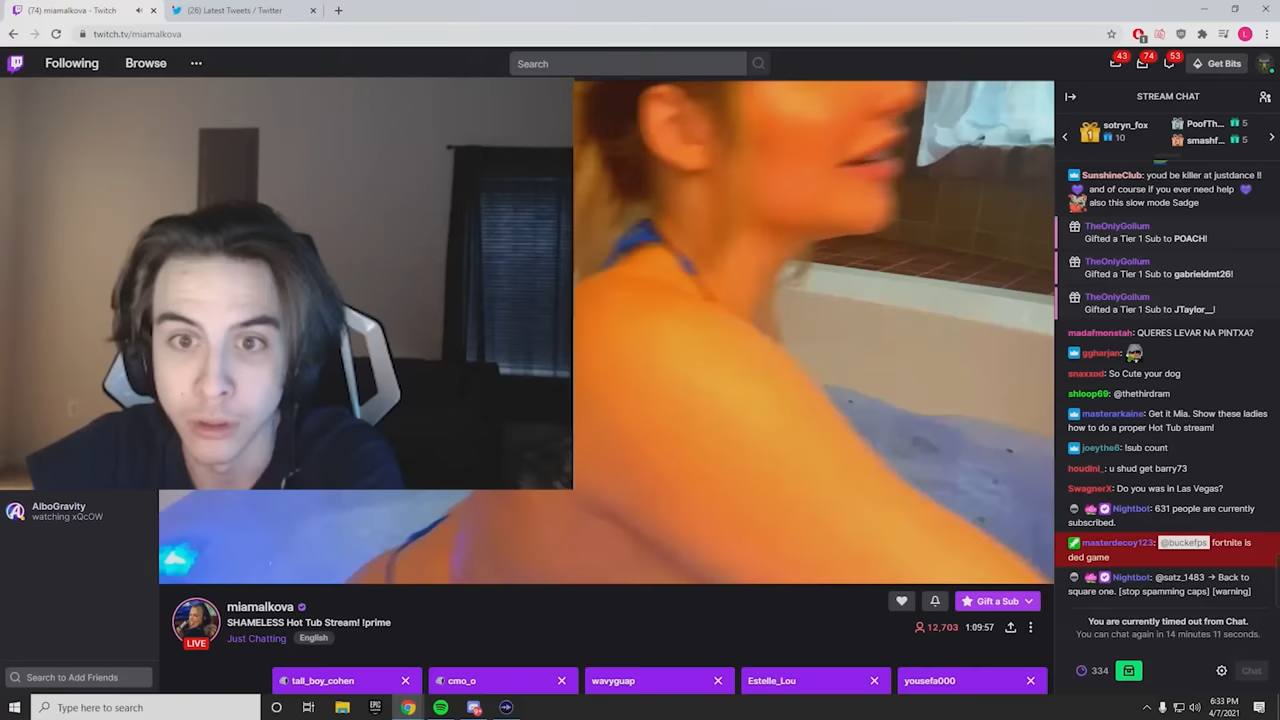 (74) miamalkova - Twitch
(26) Latest Tweets / Twitter
twitch.tv/miamalkova
1
L
Following
Browse
Search
43
74
53
Get Bits
STREAM CHAT
1
sotryn_fox
10
PoofTh...
5
smashf...
5
SunshineClub: youd be killer at justdance !!
and of course if you ever need help
also this slow mode Sadge
TheOnlyGollum
Gifted a Tier 1 Sub to POACH!
TheOnlyGollum
Gifted a Tier 1 Sub to gabrieldmt26!
TheOnlyGollum
Gifted a Tier 1 Sub to JTaylor__!
madafmonstah: QUERES LEVAR NA PINTXA?
ggharjan:
snaxxpd: So Cute your dog
shloop69: @thethirdram
masterarkaine: Get it Mia. Show these ladies
how to do a proper Hot Tub stream!
joeythe6: !sub count
houdini_: u shud get barry73
SwagnerX: Do you was in Las Vegas?
Nightbot: 631 people are currently
subscribed.
masterdecoy123: @buckefps fortnite is
ded game
Nightbot: @satz_1483 → Back to
square one. [stop spamming caps] [warning]
You are currently timed out from Chat.
You can chat again in 14 minutes 11 seconds.
334
Chat
AlboGravity
watching xQcOW
LIVE
miamalkova
SHAMELESS Hot Tub Stream! !prime
Just Chatting
English
Gift a Sub
12,703
1:09:57
Search to Add Friends
tall_boy_cohen
cmo_o
wavyguap
Estelle_Lou
yousefa000
Type here to search
EPIC
6:33 PM
4/7/2021